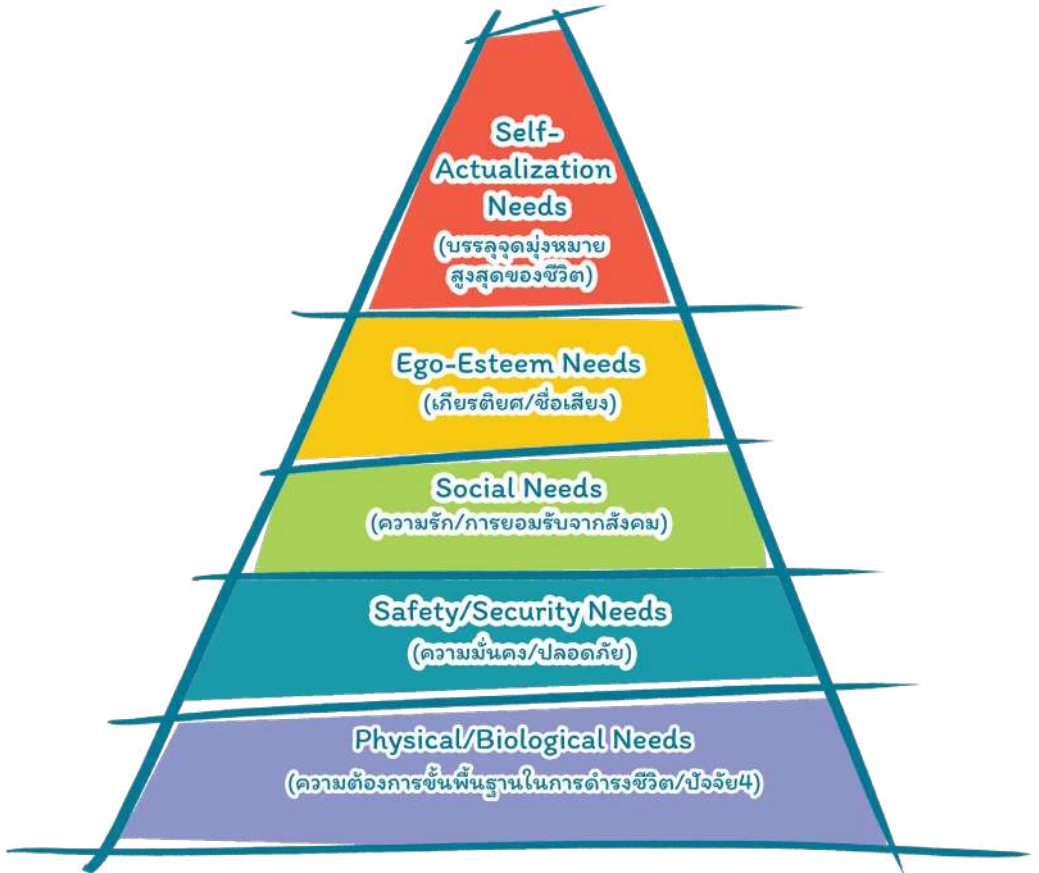 Self-
Actualization
Needs
(บรรลุจุดมุ่งหมาย
สูงสุดของชีวิต)
Ego-Esteem Needs
(เกียรติยศ/ชื่อเสียง)
Social Needs
(ความรัก/การยอมรับจากสังคม)
Safety/Security Needs
(ความมั่นคง/ปลอดภัย)
Physical/Biological Needs
(ความต้องการขั้นพื้นฐานในการดำรงชีวิต/ปัจจัย4)